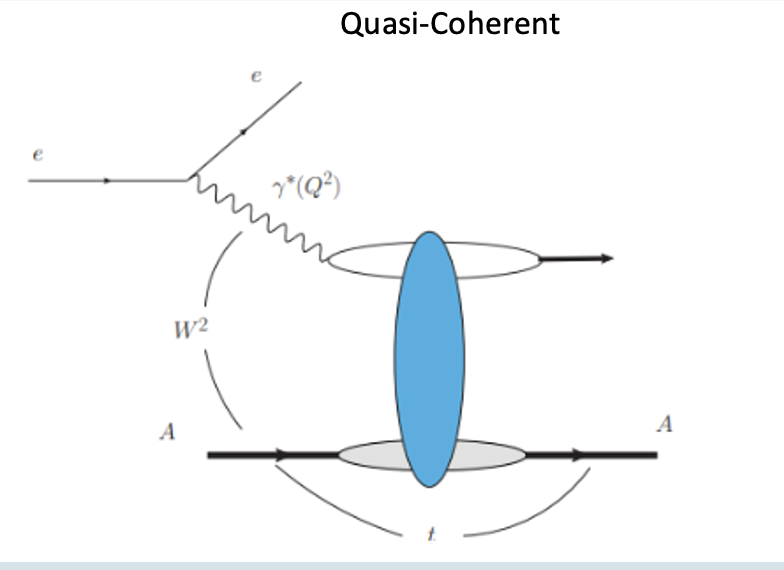 Quasi-Coherent
e
e
γ*(Q²)
W²
A
A
t